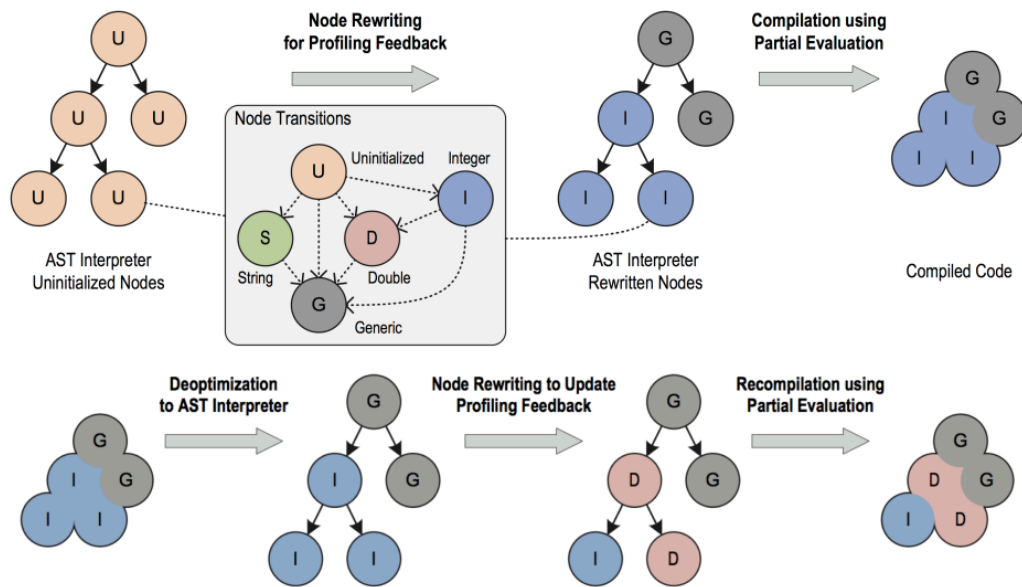 Node Rewriting
for Profiling Feedback
Compilation using
Partial Evaluation
U
U
U
U
U
AST Interpreter
Uninitialized Nodes
Node Transitions
Uninitialized
Integer
U
I
S
D
String
Double
G
Generic
G
I
G
I
I
AST Interpreter
Rewritten Nodes
G
I
G
I
I
Compiled Code
Deoptimization
to AST Interpreter
Node Rewriting to Update
Profiling Feedback
Recompilation using
Partial Evaluation
G
I
G
I
I
G
I
G
I
I
G
D
G
I
D
G
D
G
I
D